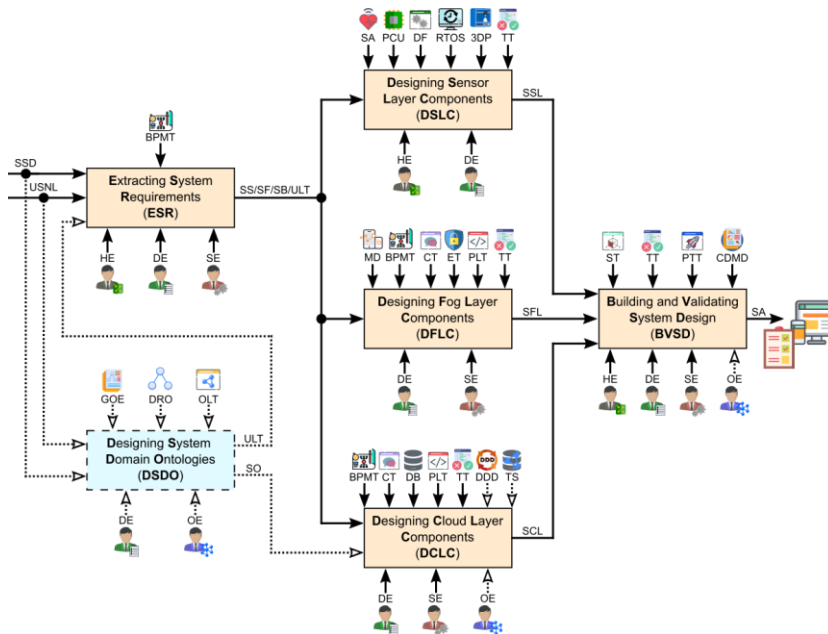 SA PCU DF RTOS 3DP TT
Designing Sensor
Layer Components
(DSLC)
SSL
HE DE
BPMT
SSD
USNL
Extracting System
Requirements
(ESR)
SS/SF/SB/ULT
HE DE SE
MD BPMT CT ET PLT TT
Designing Fog Layer
Components
(DFLC)
SFL
DE SE
ST TT PTT CDMD
Building and Validating
System Design
(BVSD)
SA
HE DE SE OE
GOE DRO OLT
Designing System
Domain Ontologies
(DSDO)
ULT
SO
DE OE
DDD
BPMT CT DB PLT TT DDD TS
Designing Cloud Layer
Components
(DCLC)
SCL
DE SE OE